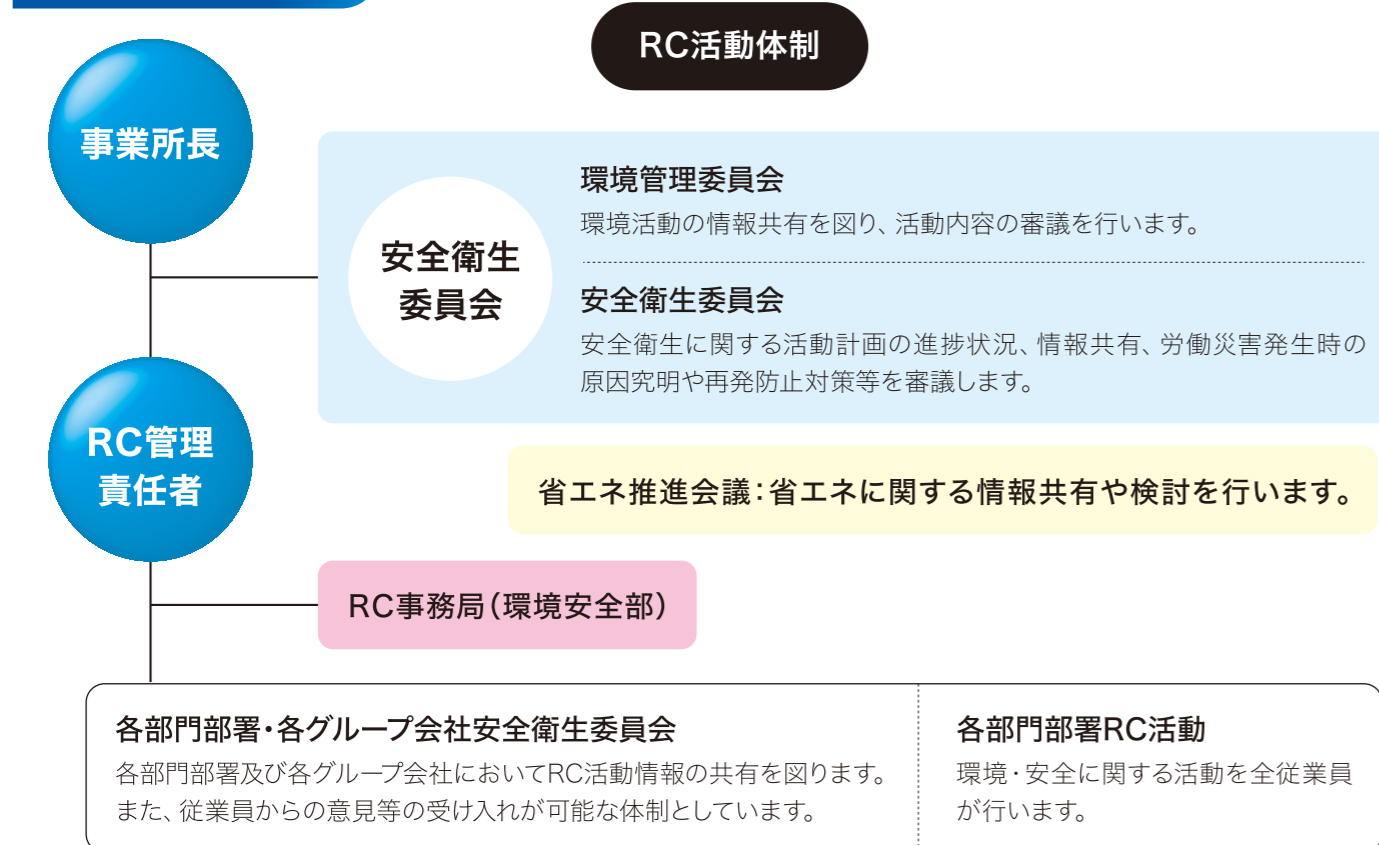 RC活動体制
事業所長
安全衛生
委員会
環境管理委員会
環境活動の情報共有を図り、活動内容の審議を行います。
安全衛生委員会
安全衛生に関する活動計画の進捗状況、情報共有、労働災害発生時の
原因究明や再発防止対策等を審議します。
RC管理
責任者
省エネ推進会議:省エネに関する情報共有や検討を行います。
RC事務局(環境安全部)
各部門部署・各グループ会社安全衛生委員会
各部門部署及び各グループ会社においてRC活動情報の共有を図ります。
また、従業員からの意見等の受け入れが可能な体制としています。
各部門部署RC活動
環境・安全に関する活動を全従業員
が行います。